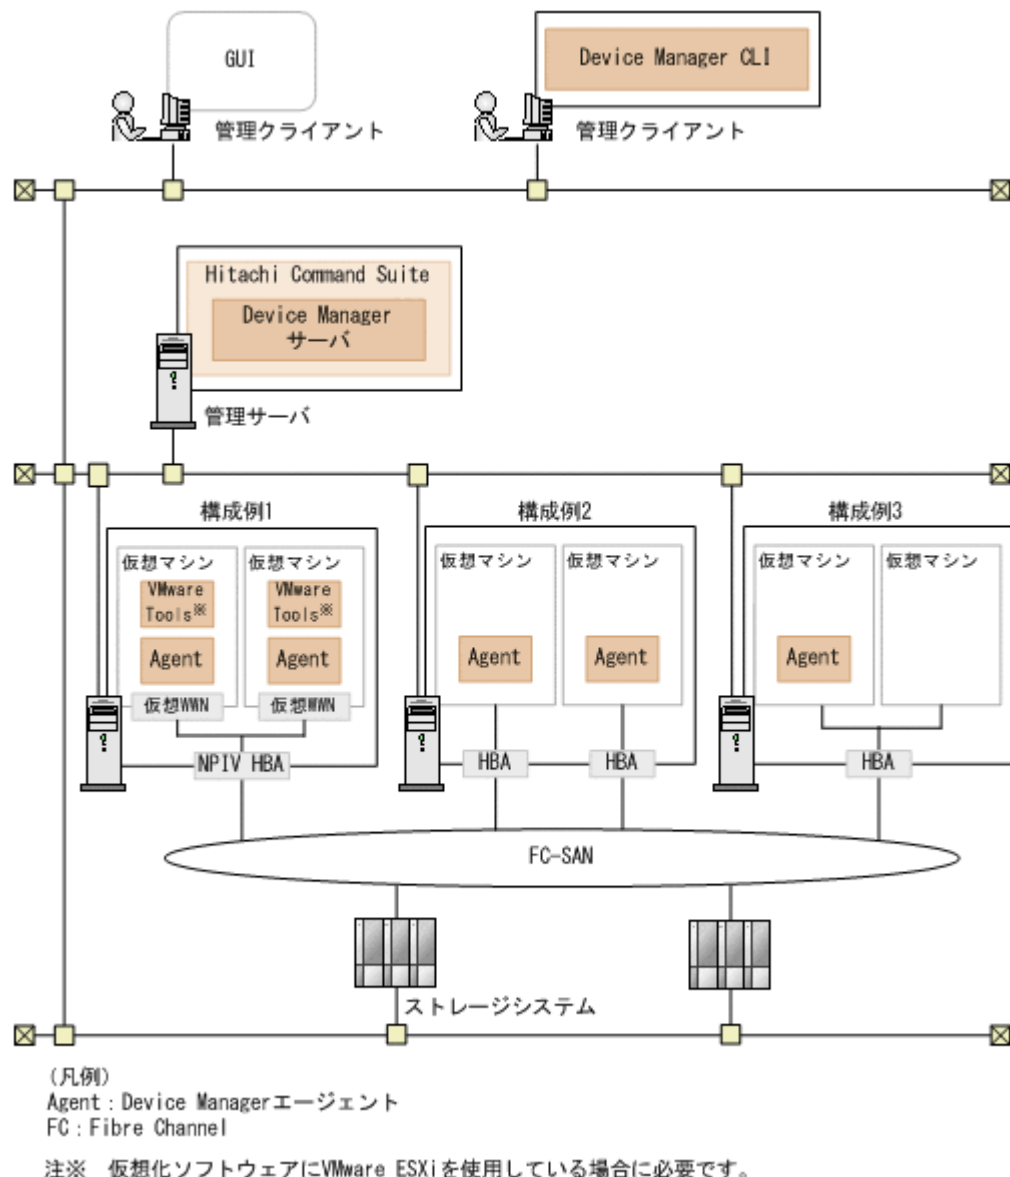 GUI
Device Manager CLI
管理クライアント
管理クライアント
Hitachi Command Suite
Device Manager
サーバ
管理サーバ
構成例1
構成例2
構成例3
仮想マシン
仮想マシン
仮想マシン
仮想マシン
仮想マシン
仮想マシン
VMware
Tools※
VMware
Tools※
Agent
Agent
Agent
Agent
Agent
仮想WWN
仮想WWN
NPIV HBA
HBA
HBA
HBA
FC-SAN
ストレージシステム
(凡例)
Agent：Device Managerエージェント
FC：Fibre Channel
注※　仮想化ソフトウェアにVMware ESXiを使用している場合に必要です。